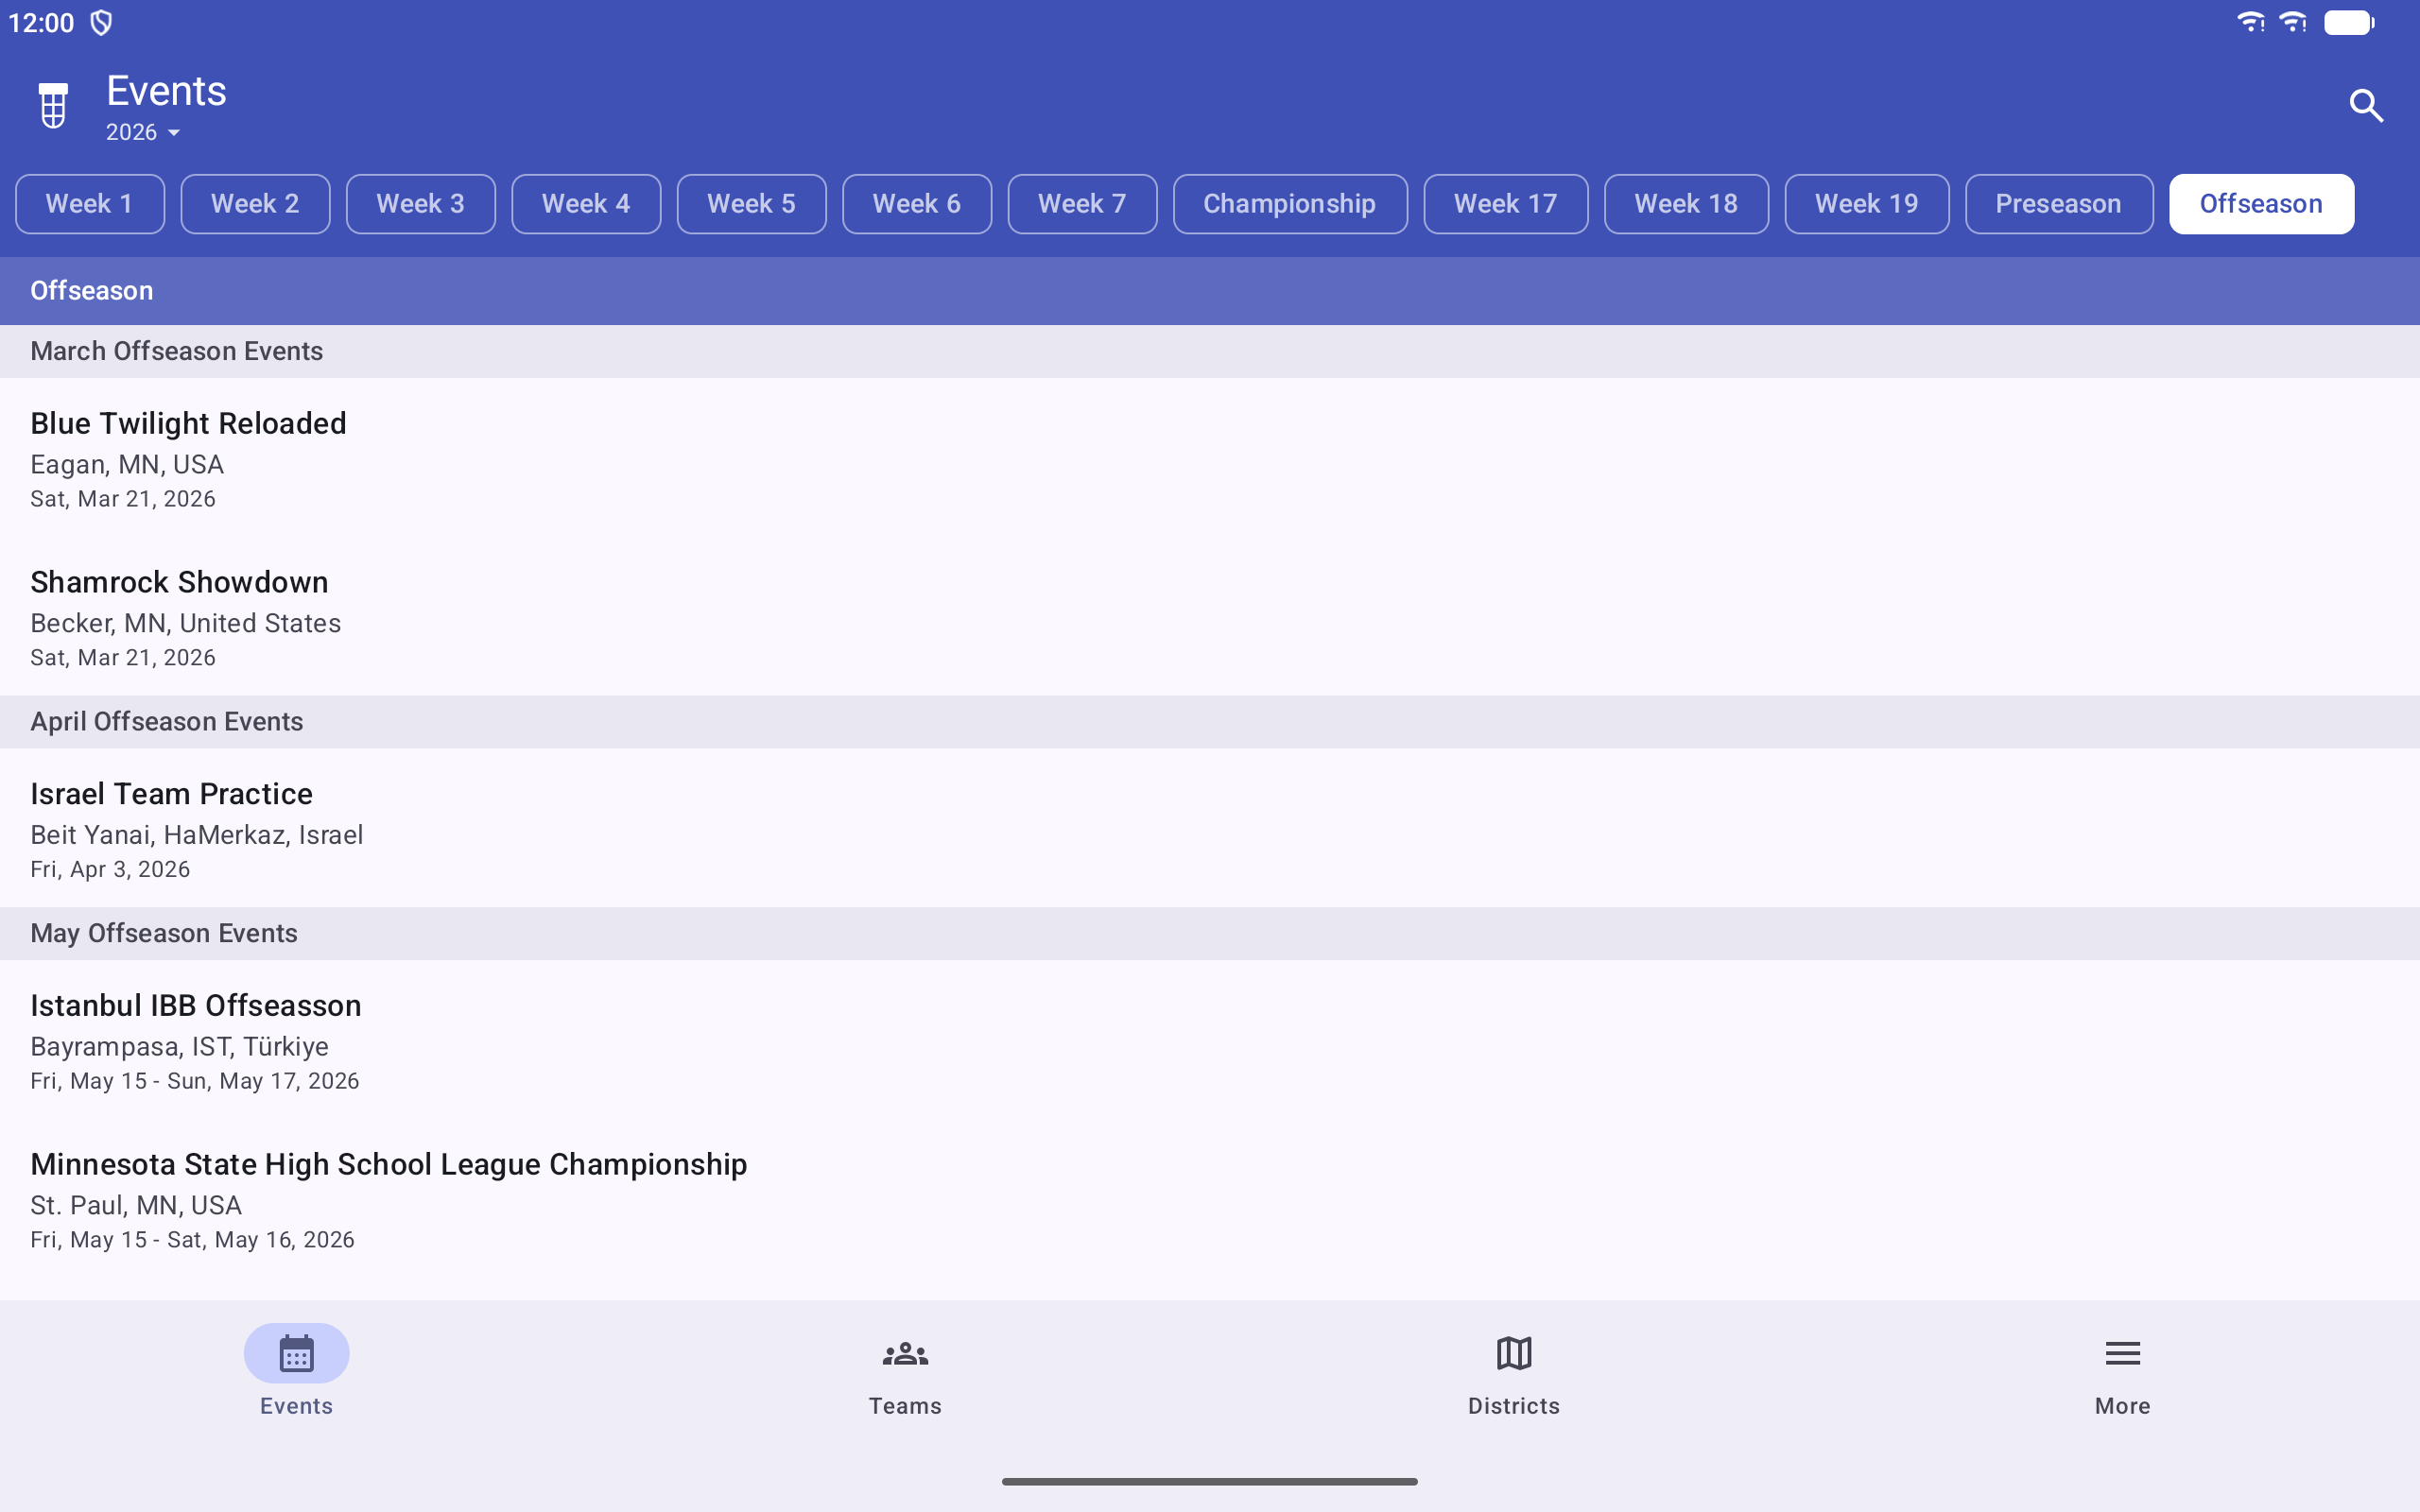 12:00
Events
2026
Week 1
Week 2
Week 3
Week 4
Week 5
Week 6
Week 7
Championship
Week 17
Week 18
Week 19
Preseason
Offseason
Offseason
March Offseason Events
Blue Twilight Reloaded
Eagan, MN, USA
Sat, Mar 21, 2026
Shamrock Showdown
Becker, MN, United States
Sat, Mar 21, 2026
April Offseason Events
Israel Team Practice
Beit Yanai, HaMerkaz, Israel
Fri, Apr 3, 2026
May Offseason Events
Istanbul IBB Offseasson
Bayrampasa, IST, Türkiye
Fri, May 15 - Sun, May 17, 2026
Minnesota State High School League Championship
St. Paul, MN, USA
Fri, May 15 - Sat, May 16, 2026
Events
Teams
Districts
More